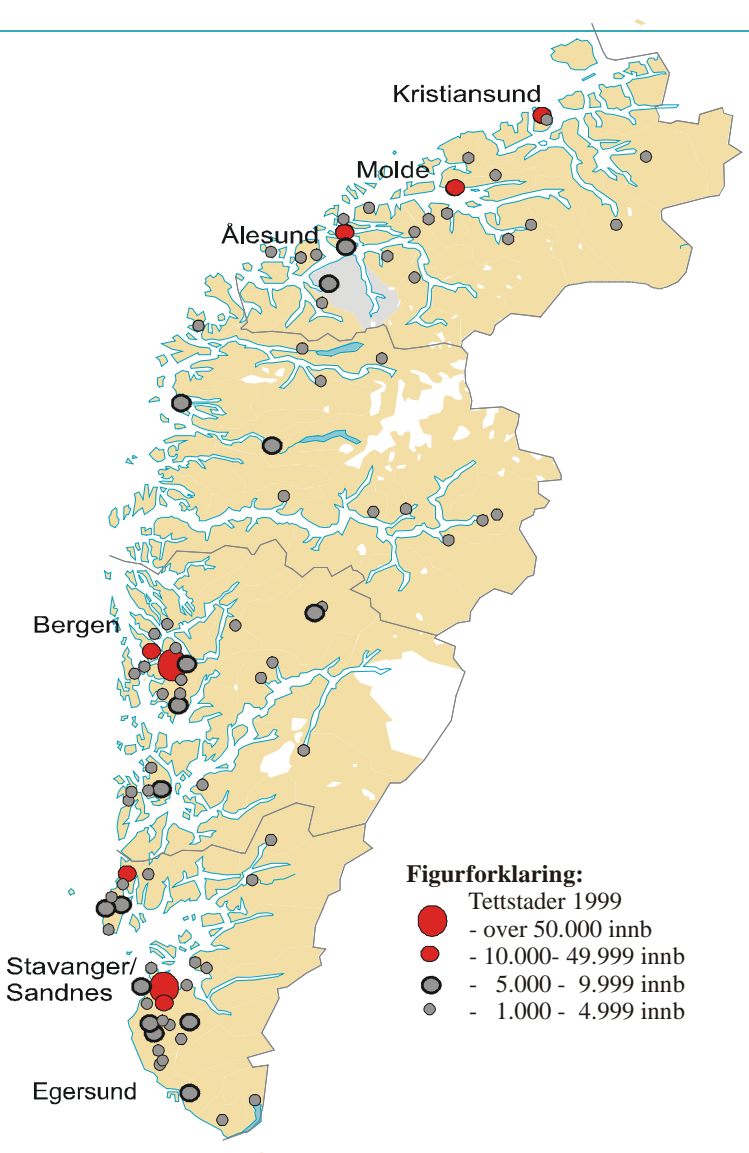 Kristiansund
Molde
Ålesund
Bergen
Figurforklaring:
Tettstader 1999
- over 50.000 innb
- 10.000- 49.999 innb
- 5.000 - 9.999 innb
- 1.000 - 4.999 innb
Stavanger/
Sandnes
Egersund